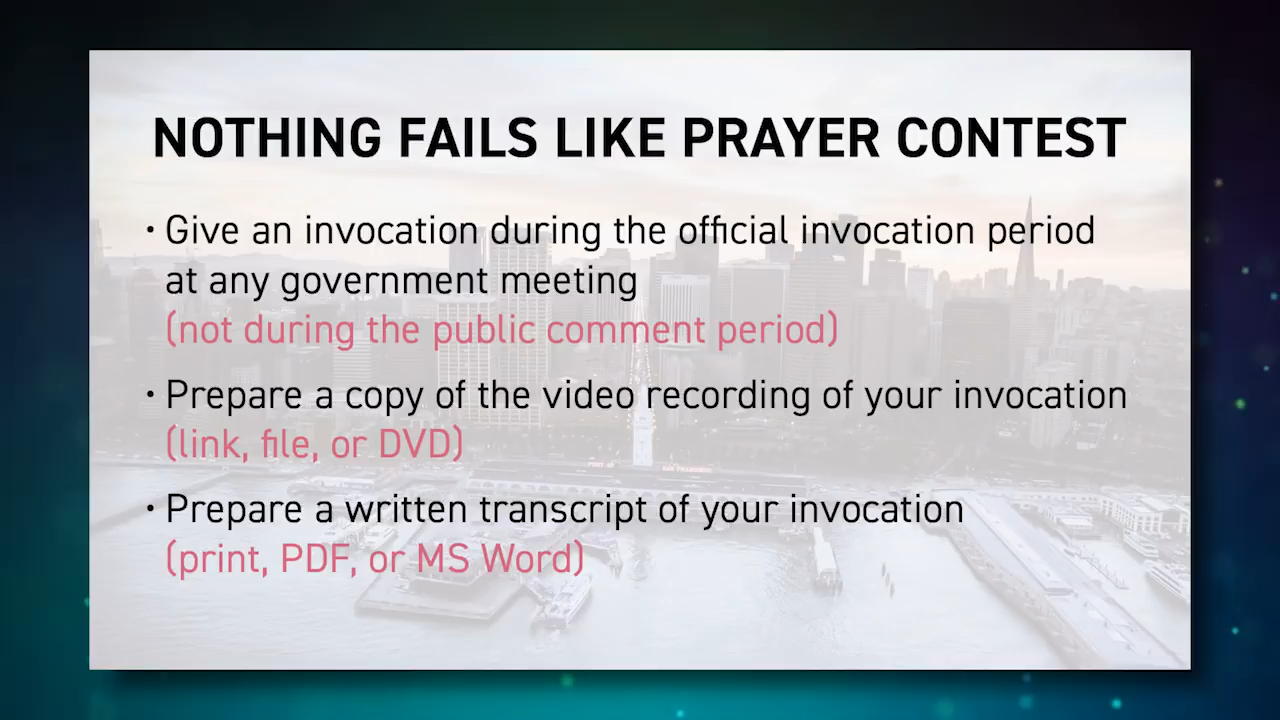 NOTHING FAILS LIKE PRAYER CONTEST
· Give an invocation during the official invocation period
at any government meeting
(not during the public comment period)
· Prepare a copy of the video recording of your invocation
(link, file, or DVD)
· Prepare a written transcript of your invocation
(print, PDF, or MS Word)